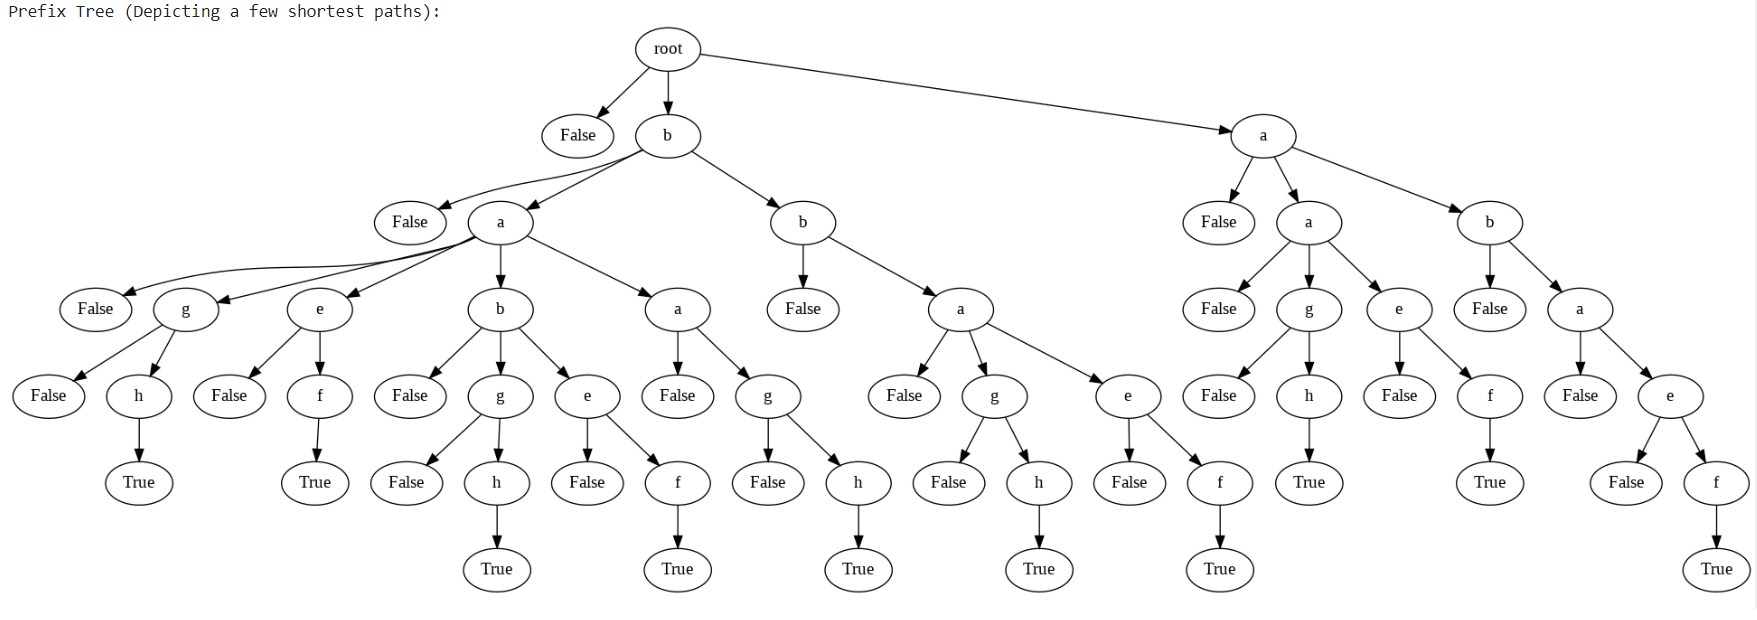 Prefix Tree (Depicting a few shortest paths):
root
False b a
False a b False a b
False g e b a False a False g e False a
False h False f False g e False g False g e False h False f False e
True True False h False f False h False h False f True True False f
True True True True True True